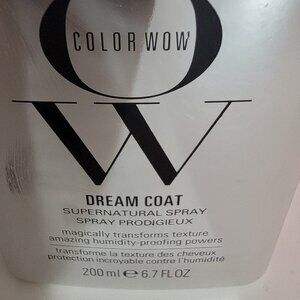 COLOR WOW
OW
DREAM COAT
SUPERNATURAL SPRAY
SPRAY PRODIGIEUX
magically transforms texture
amazing humidity-proofing powers
transforme la texture des cheveux
protection incroyable contre l'humidité
200 ml ℮ 6.7 FL OZ